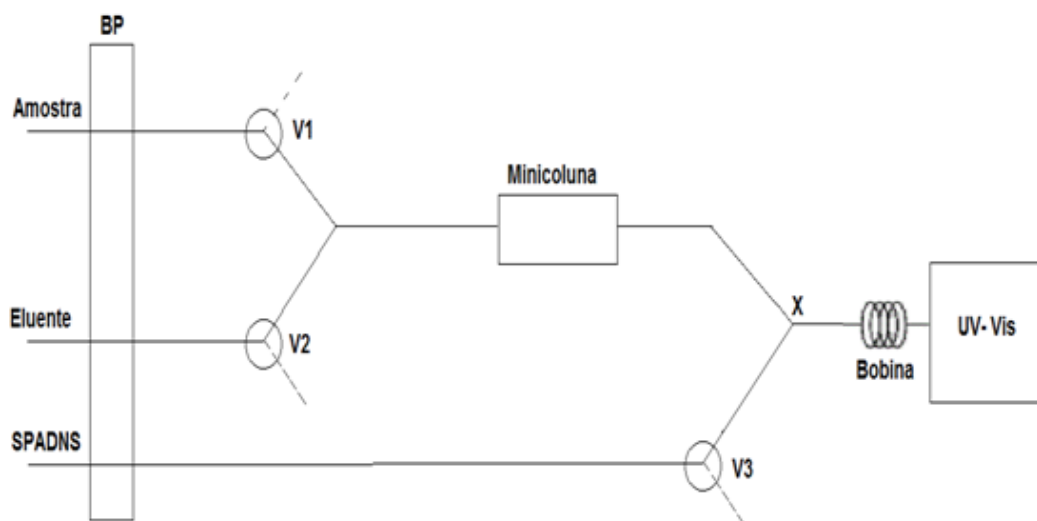 BP
Amostra
V1
Minicoluna
X
Eluente
V2
UV- Vis
Bobina
SPADNS
V3